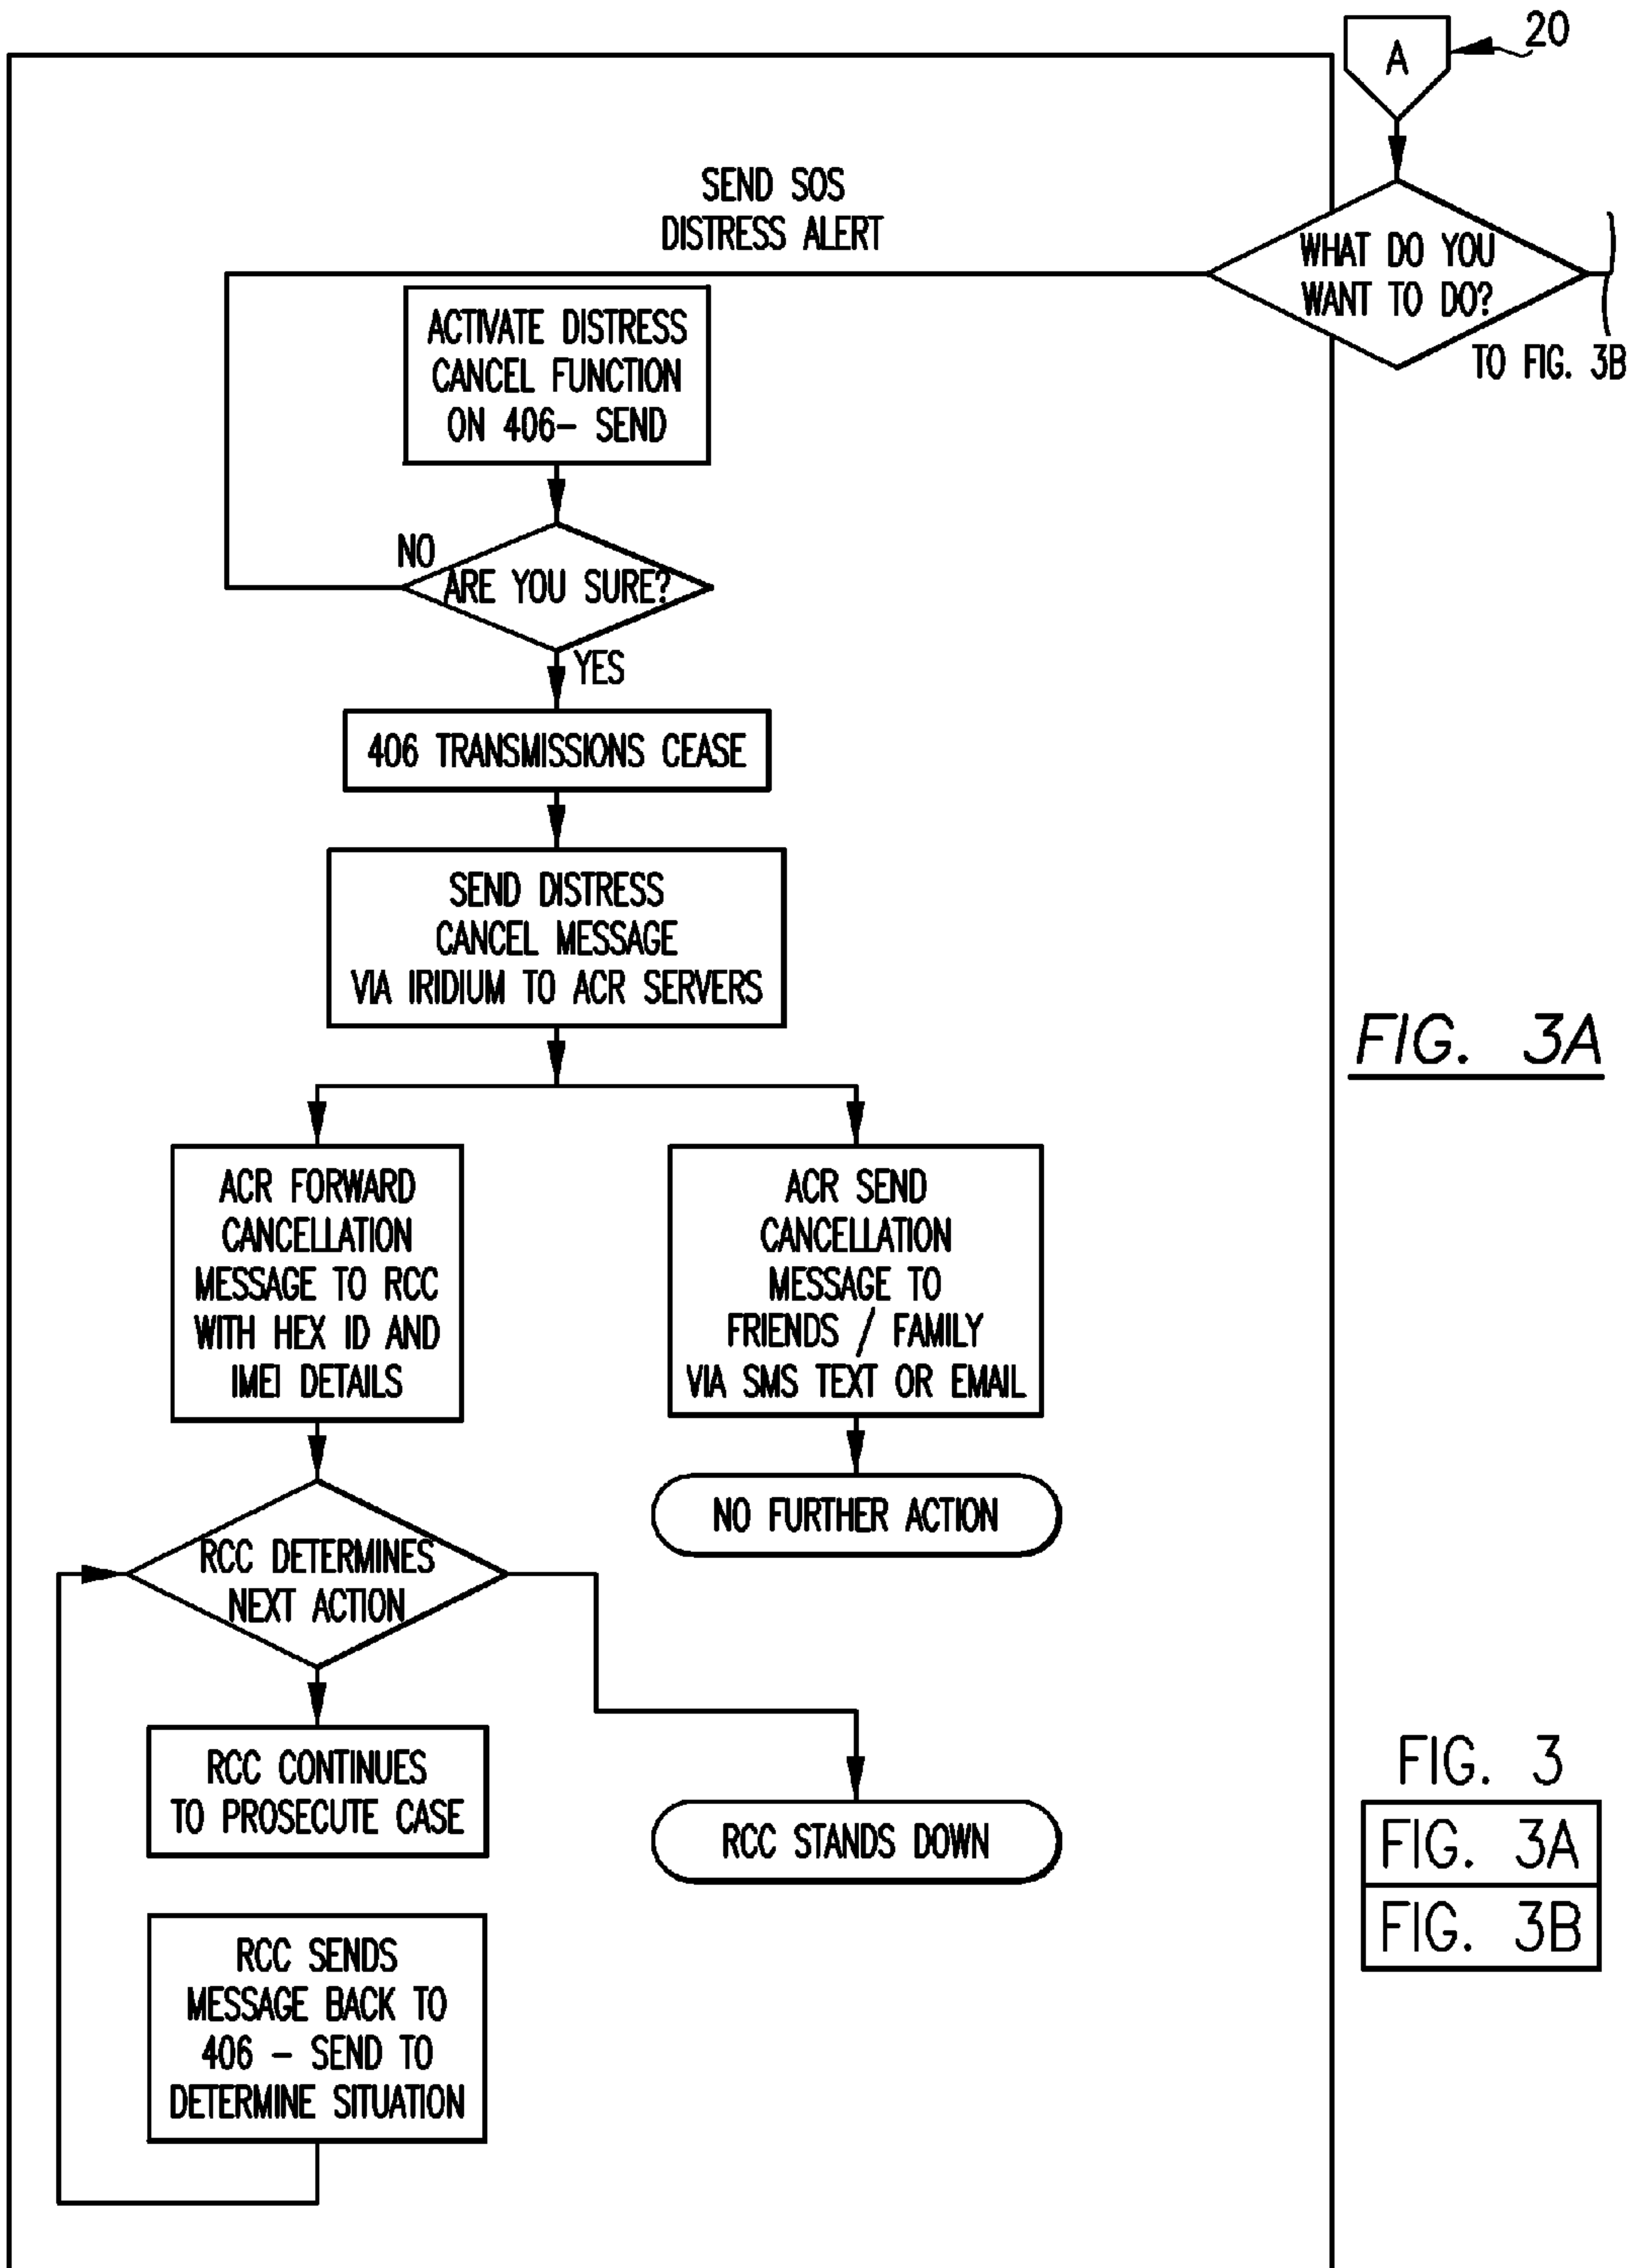 20
A
SEND SOS
DISTRESS ALERT
WHAT DO YOU
WANT TO DO?
TO FIG. 3B
ACTIVATE DISTRESS
CANCEL FUNCTION
ON 406- SEND
NO
ARE YOU SURE?
YES
406 TRANSMISSIONS CEASE
SEND DISTRESS
CANCEL MESSAGE
VIA IRIDIUM TO ACR SERVERS
FIG. 3A
ACR FORWARD
CANCELLATION
MESSAGE TO RCC
WITH HEX ID AND
IMEI DETAILS
ACR SEND
CANCELLATION
MESSAGE TO
FRIENDS / FAMILY
VIA SMS TEXT OR EMAIL
NO FURTHER ACTION
RCC DETERMINES
NEXT ACTION
RCC CONTINUES
TO PROSECUTE CASE
RCC STANDS DOWN
RCC SENDS
MESSAGE BACK TO
406 - SEND TO
DETERMINE SITUATION
FIG. 3
FIG. 3A
FIG. 3B